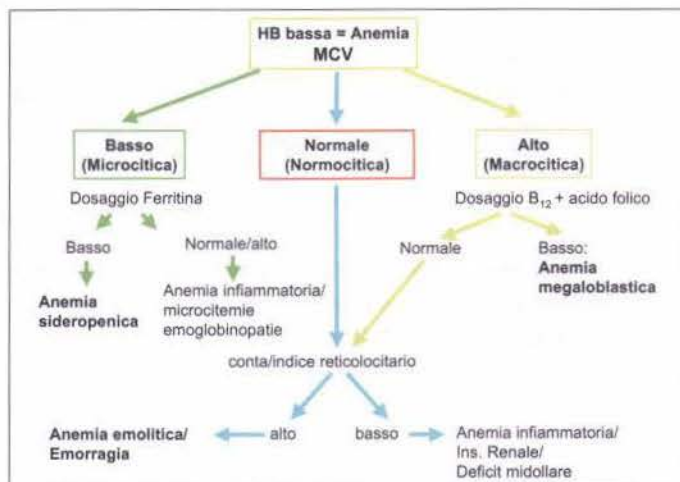 HB bassa = Anemia
MCV
Basso
(Microcitica)
Normale
(Normocitica)
Alto
(Macrocitica)
Dosaggio Ferritina
Dosaggio B12 + acido folico
Basso
Normale/alto
Normale
Basso:
Anemia
megaloblastica
Anemia
sideropenica
Anemia infiammatoria/
microcitemie
emoglobinopatie
conta/indice reticolocitario
Anemia emolitica/
Emorragia
alto
basso
Anemia infiammatoria/
Ins. Renale/
Deficit midollare